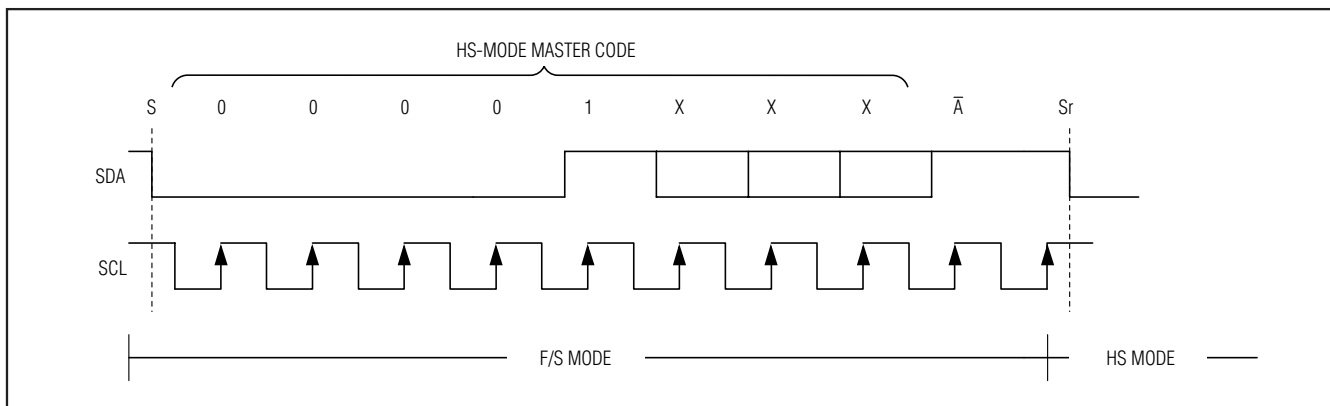 HS-MODE MASTER CODE
S 0 0 0 0 1 X X X A̅ Sr
SDA
SCL
F/S MODE HS MODE